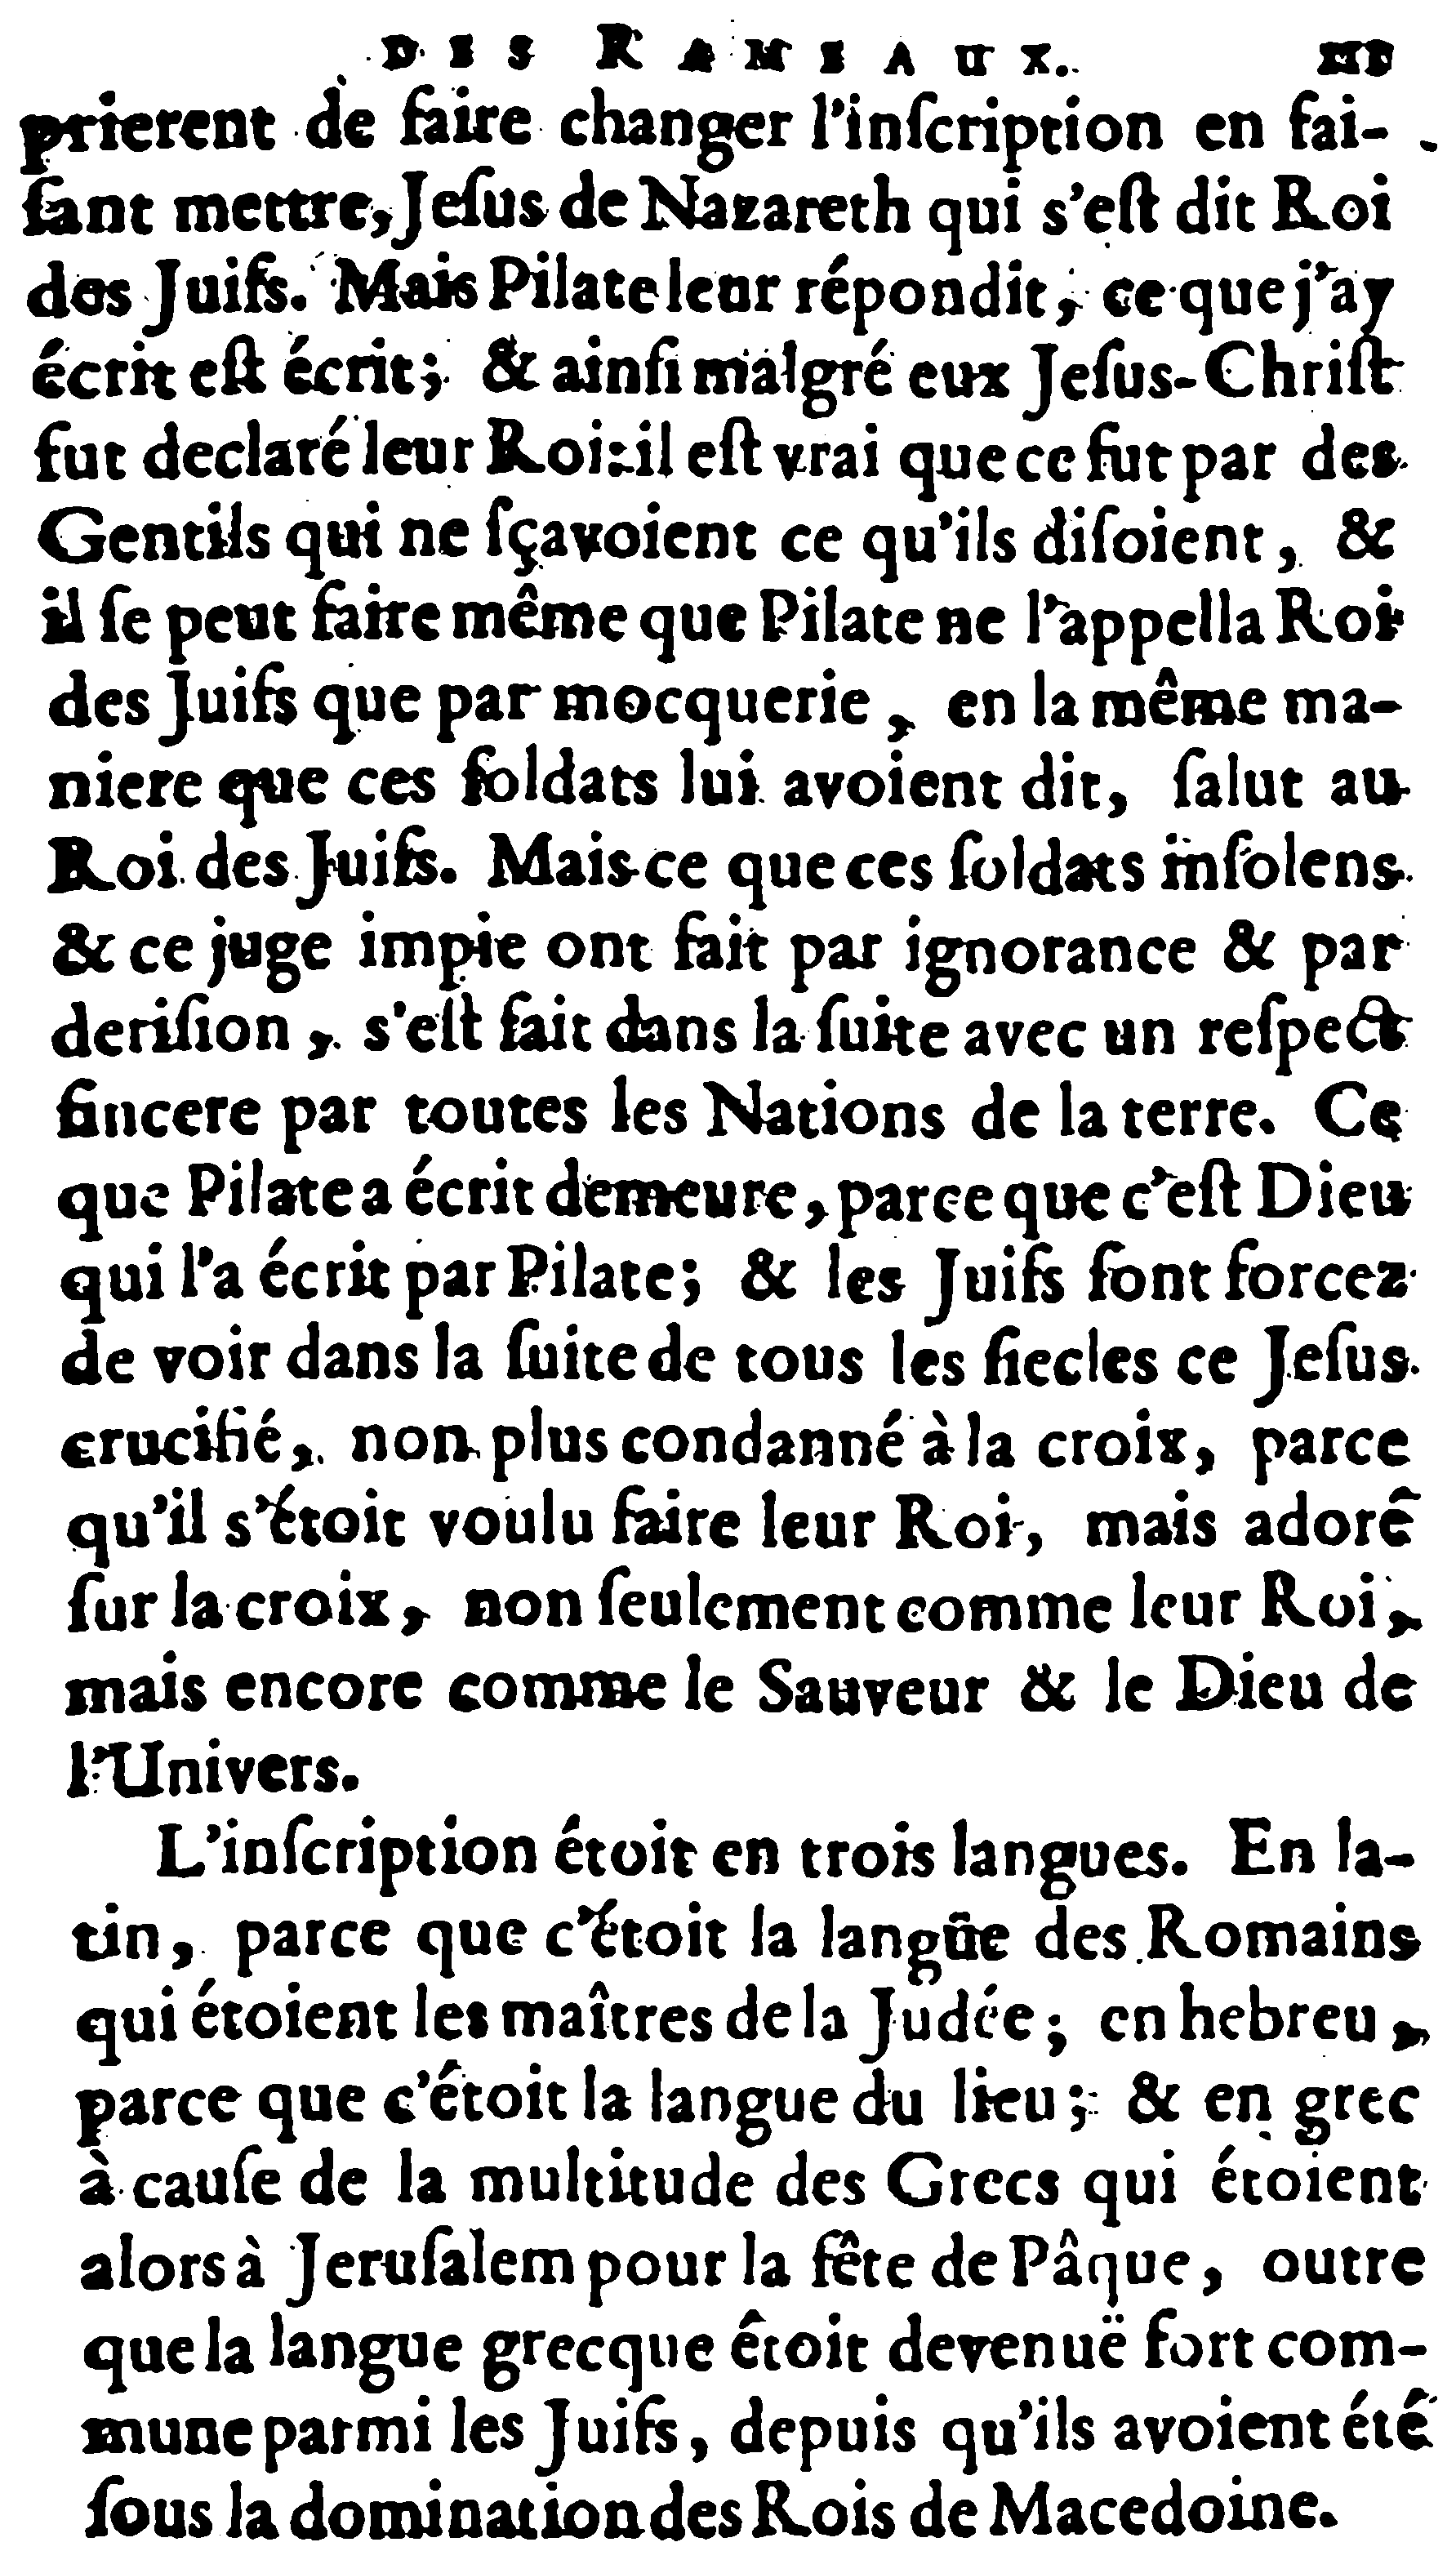 DES RAMEAUX.
prierent de faire changer l'inſcription en fai-
ſant mettre, Jeſus de Nazareth qui s'eſt dit Roi
des Juifs. Mais Pilate leur répondit, ce que j'ay
écrit eſt écrit; & ainſi malgré eux Jeſus-Chriſt
fut declaré leur Roi: il eſt vrai que ce fut par des
Gentils qui ne ſçavoient ce qu'ils diſoient, &
il ſe peut faire même que Pilate ne l'appella Roi
des Juifs que par mocquerie, en la même ma-
niere que ces ſoldats lui avoient dit, ſalut au
Roi des Juifs. Mais ce que ces ſoldats inſolens
& ce juge impie ont fait par ignorance & par
deriſion, s'eſt fait dans la ſuite avec un reſpect
ſincere par toutes les Nations de la terre. Ce
que Pilate a écrit demeure, parce que c'eſt Dieu
qui l'a écrit par Pilate; & les Juifs ſont forcez
de voir dans la ſuite de tous les ſiecles ce Jeſus
crucifié, non plus condanné à la croix, parce
qu'il s'étoit voulu faire leur Roi, mais adoré
ſur la croix, non ſeulement comme leur Roi,
mais encore comme le Sauveur & le Dieu de
l'Univers.
L'inſcription étoit en trois langues. En la-
tin, parce que c'étoit la langue des Romains
qui étoient les maîtres de la Judée; en hebreu,
parce que c'étoit la langue du lieu; & en grec
à cauſe de la multitude des Grecs qui étoient
alors à Jeruſalem pour la fête de Pâque, outre
que la langue grecque étoit devenuë fort com-
mune parmi les Juifs, depuis qu'ils avoient été
ſous la domination des Rois de Macedoine.